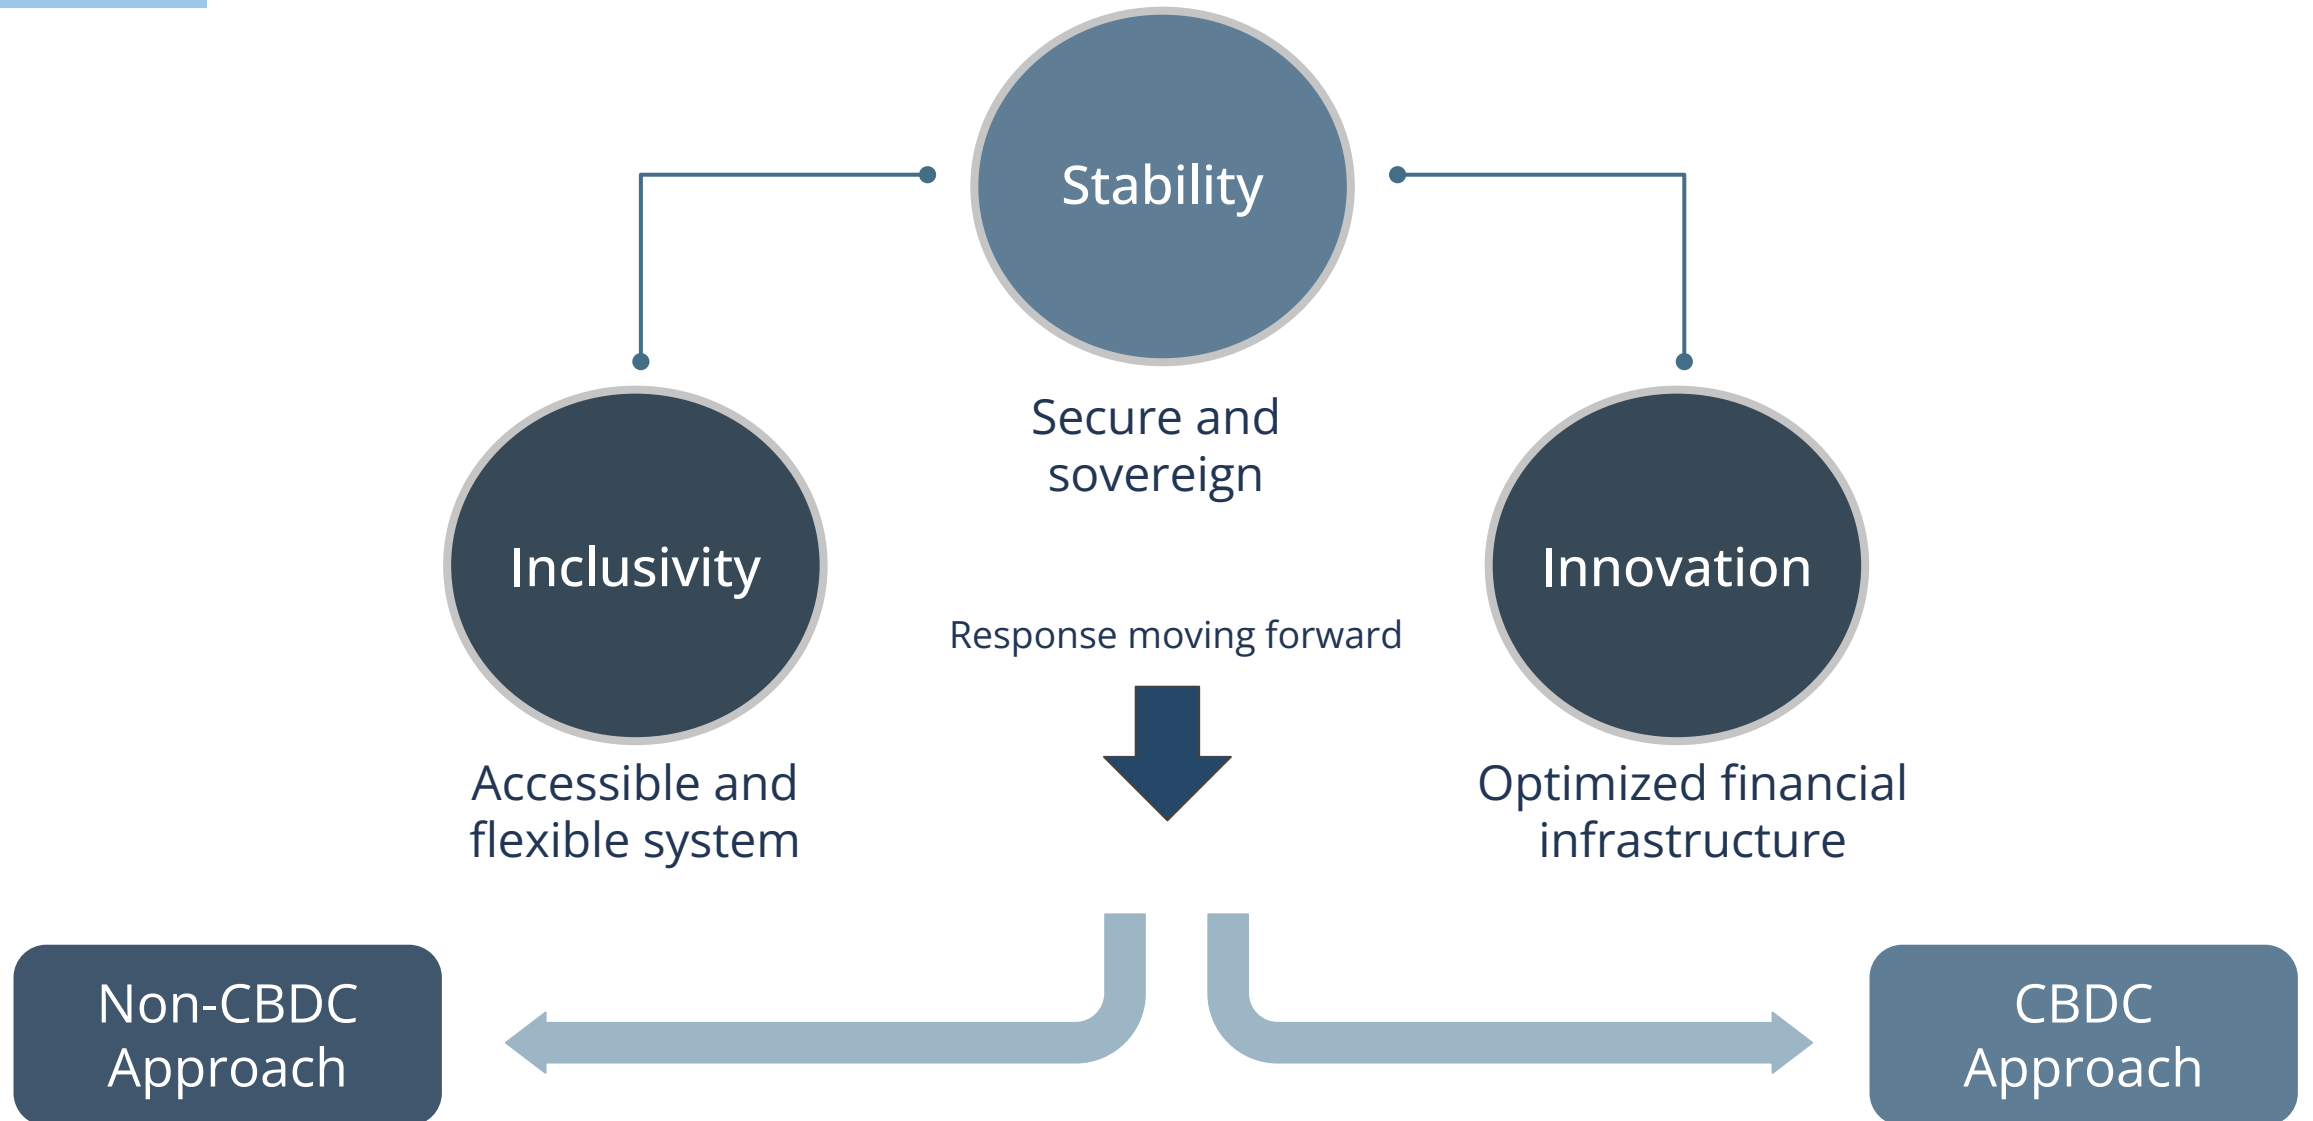 Stability
Secure and
sovereign
Inclusivity
Accessible and
flexible system
Innovation
Optimized financial
infrastructure
Response moving forward
Non-CBDC
Approach
CBDC
Approach